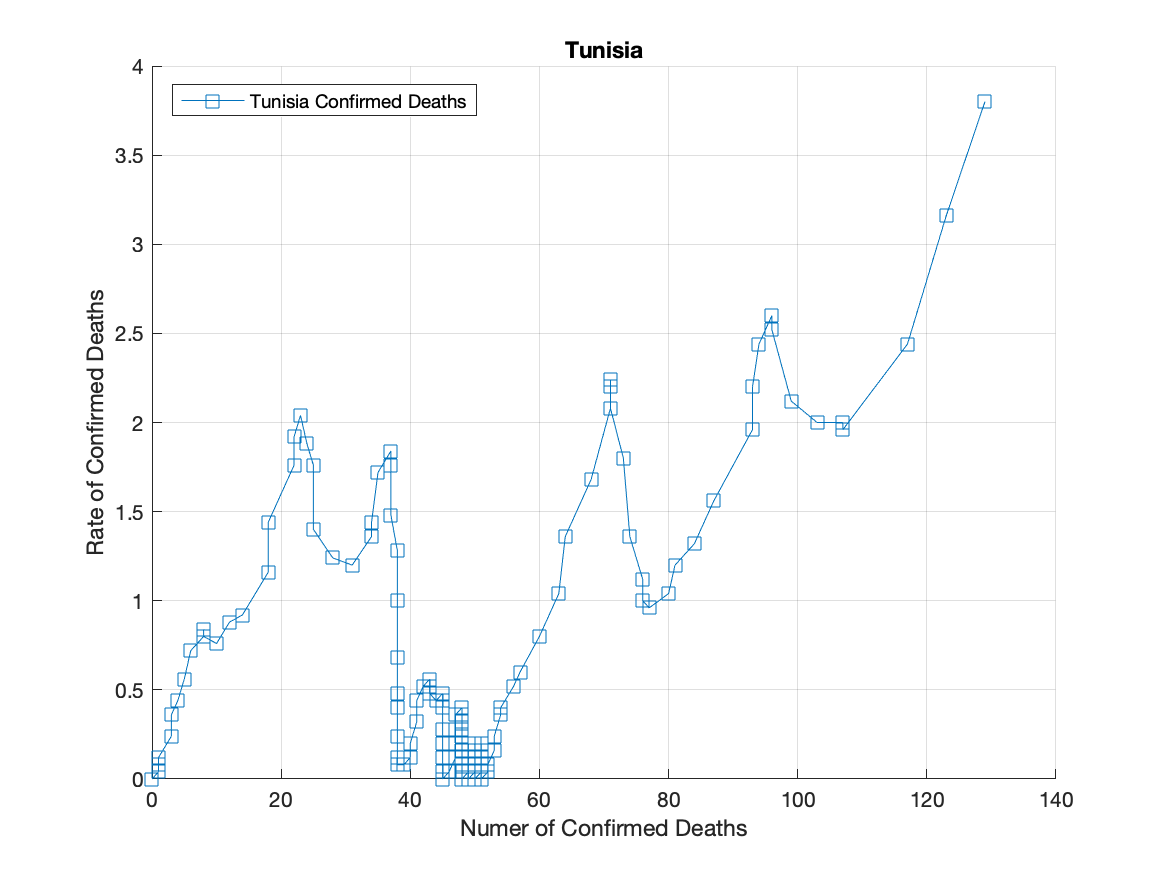 Tunisia
Tunisia Confirmed Deaths
4
3.5
3
2.5
2
1.5
1
0.5
0
Rate of Confirmed Deaths
0 20 40 60 80 100 120 140
Numer of Confirmed Deaths